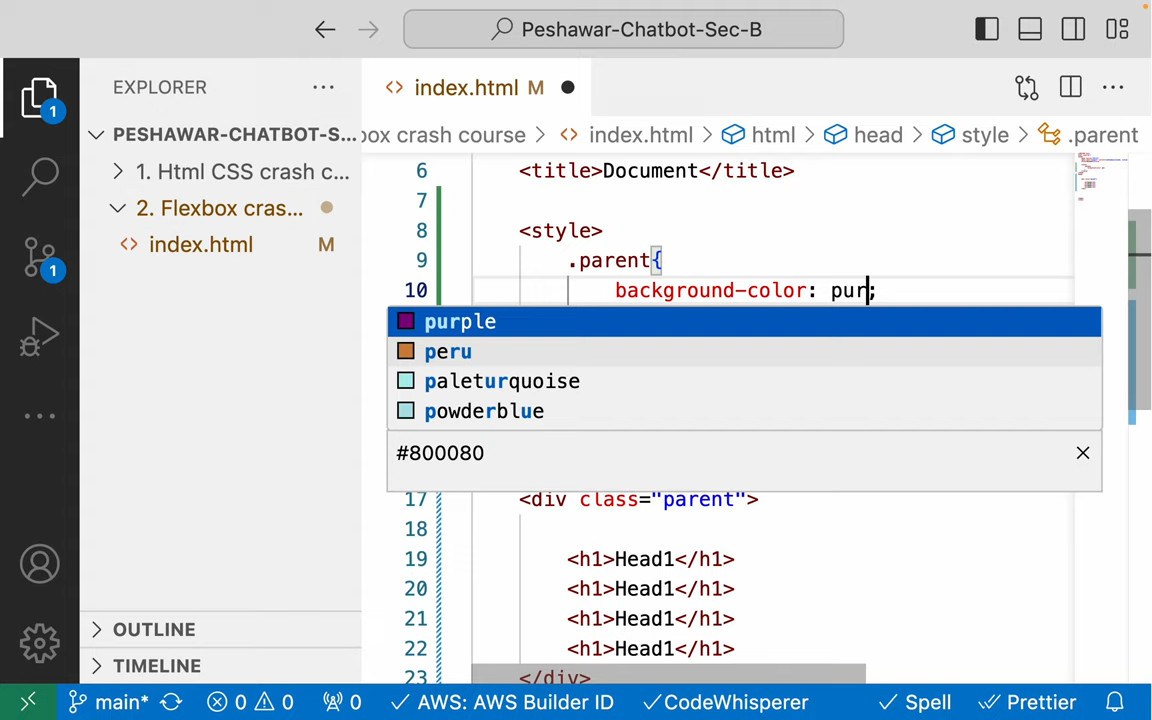 Peshawar-Chatbot-Sec-B
EXPLORER
index.html M
1
PESHAWAR-CHATBOT-S...
box crash course > index.html > html > head > style > .parent
1. Html CSS crash c...
2. Flexbox cras...
index.html M
1
6 <title>Document</title>
7
8 <style>
9 .parent{
10 background-color: pur;
purple
peru
paleturquoise
powderblue
#800080
17 <div class="parent">
18
19 <h1>Head1</h1>
20 <h1>Head1</h1>
21 <h1>Head1</h1>
22 <h1>Head1</h1>
23 </div>
OUTLINE
TIMELINE
main* 0 0 0 AWS: AWS Builder ID CodeWhisperer Spell Prettier